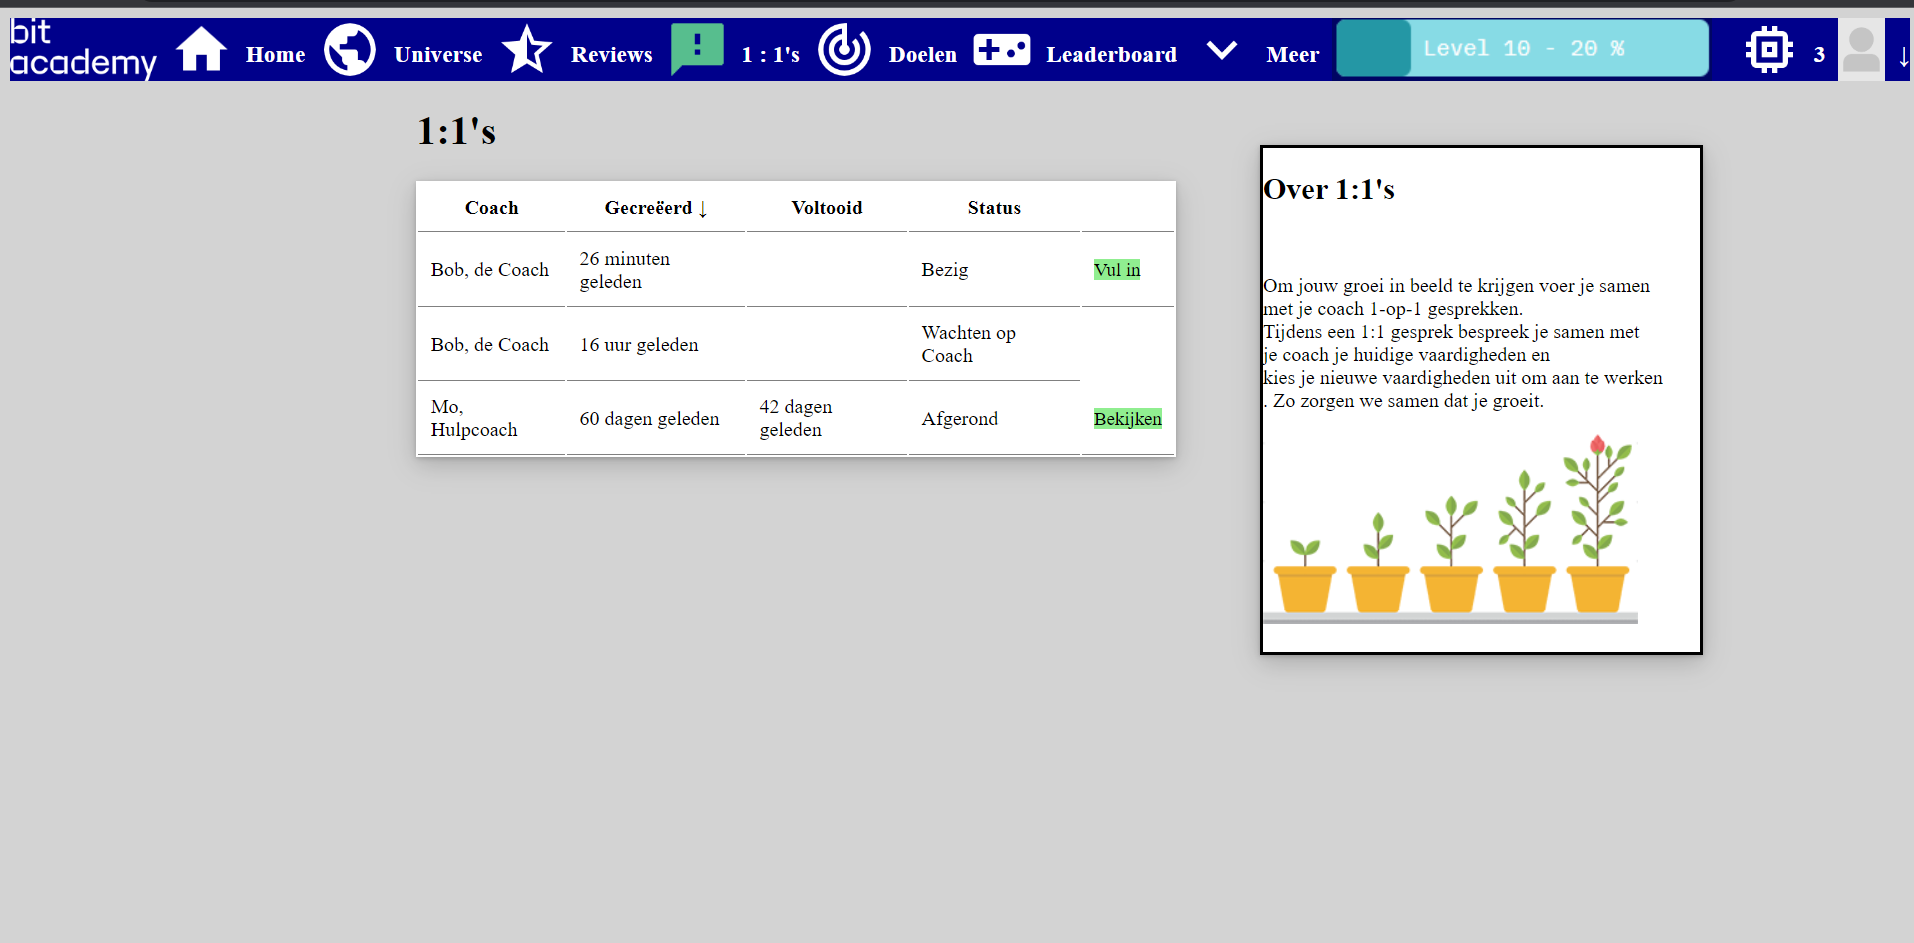 bit
academy
Home
Universe
Reviews
1 : 1's
Doelen
Leaderboard
Meer
Level 10 - 20 %
3
↓
1:1's
Coach
Gecreëerd ↓
Voltooid
Status
Bob, de Coach
26 minuten
geleden
Bezig
Vul in
Bob, de Coach
16 uur geleden
Wachten op
Coach
Mo,
Hulpcoach
60 dagen geleden
42 dagen
geleden
Afgerond
Bekijken
Over 1:1's
Om jouw groei in beeld te krijgen voer je samen
met je coach 1-op-1 gesprekken.
Tijdens een 1:1 gesprek bespreek je samen met
je coach je huidige vaardigheden en
kies je nieuwe vaardigheden uit om aan te werken
. Zo zorgen we samen dat je groeit.